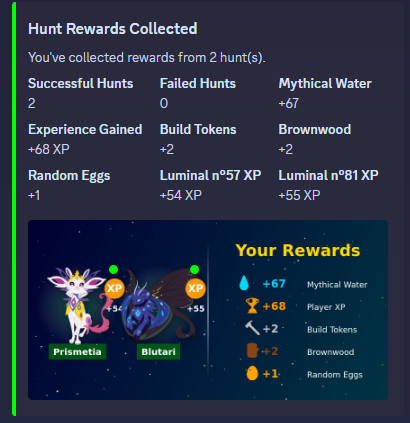 Hunt Rewards Collected
You've collected rewards from 2 hunt(s).
Successful Hunts Failed Hunts Mythical Water
2 0 +67
Experience Gained Build Tokens Brownwood
+68 XP +2 +2
Random Eggs Luminal nº57 XP Luminal nº81 XP
+1 +54 XP +55 XP
Your Rewards
XP +54 XP +55
Prismetia Blutari
+67 Mythical Water
+68 Player XP
+2 Build Tokens
+2 Brownwood
+1 Random Eggs